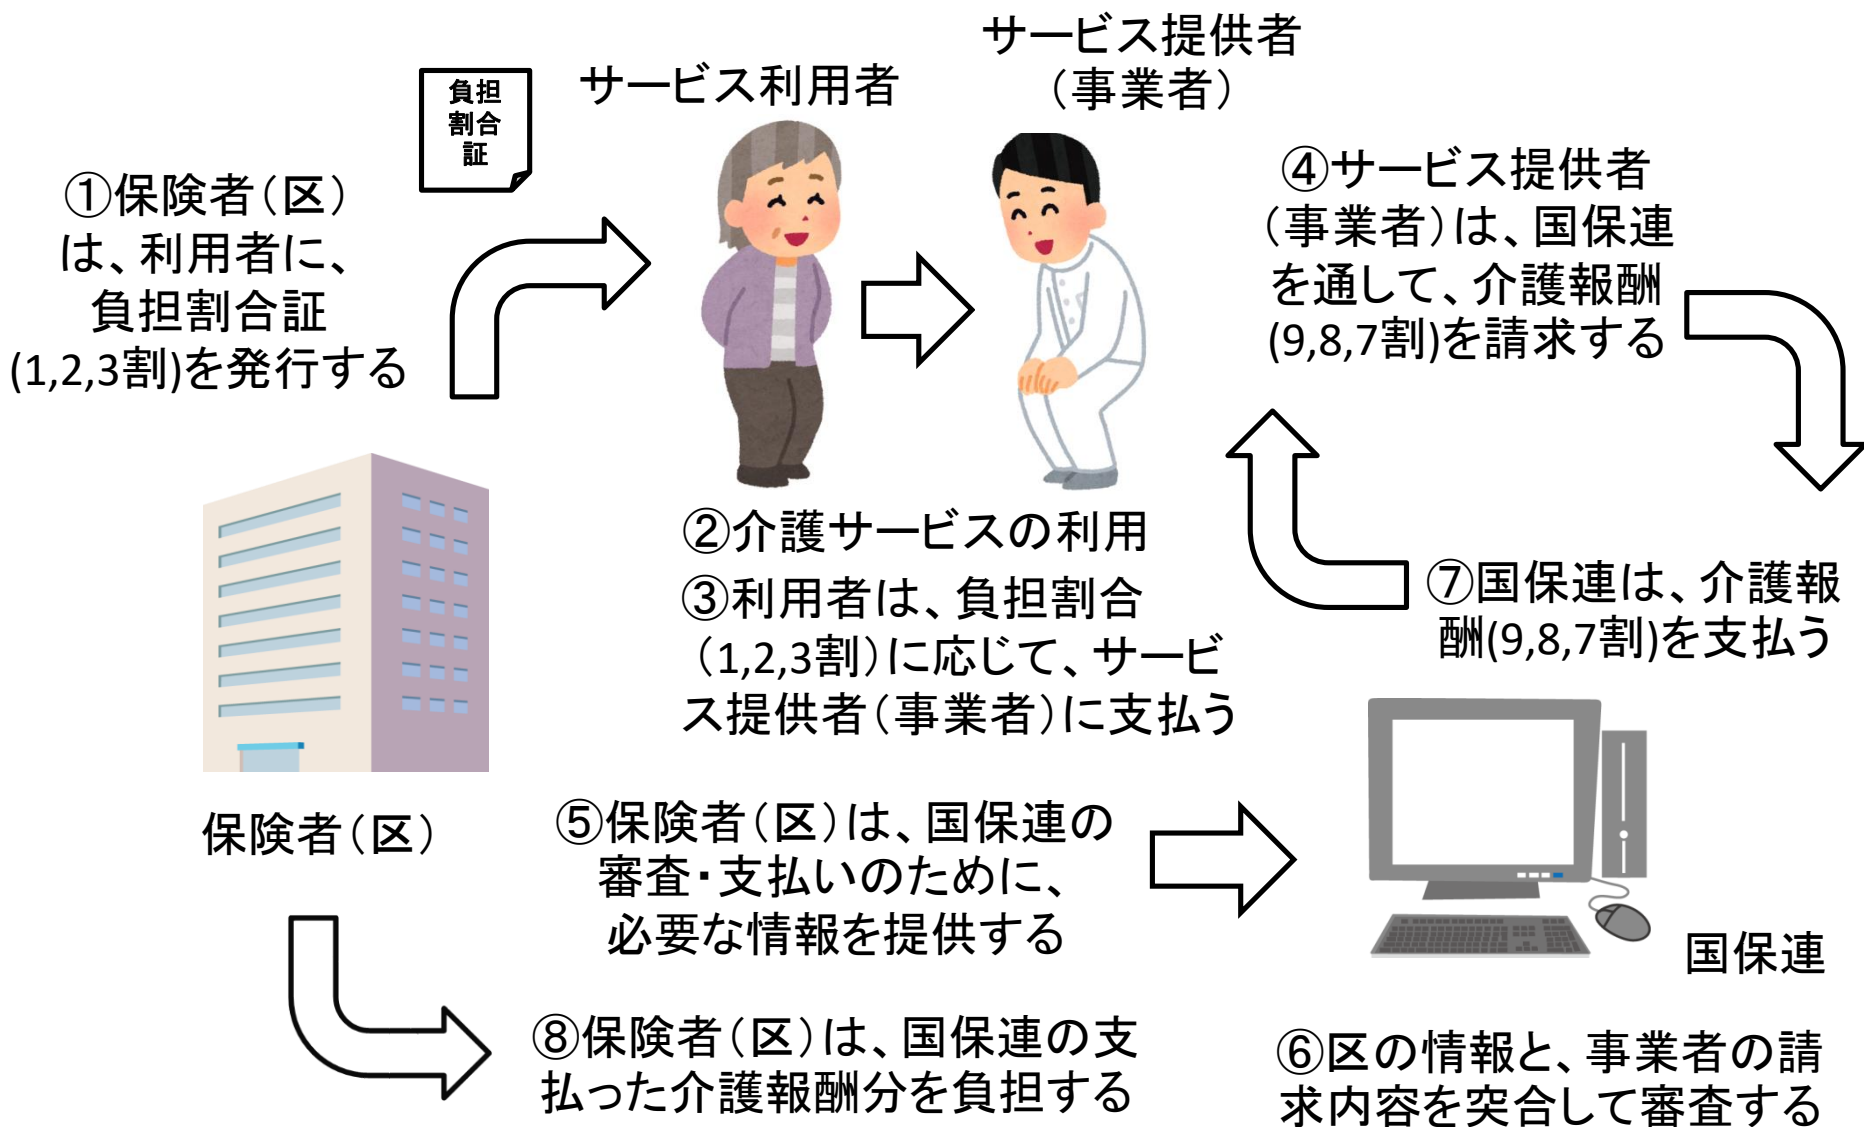 サービス提供者
（事業者）
サービス利用者
負担
割合
証
①保険者（区）
は、利用者に、
負担割合証
(1,2,3割)を発行する
④サービス提供者
（事業者）は、国保連
を通して、介護報酬
(9,8,7割)を請求する
②介護サービスの利用
③利用者は、負担割合
（1,2,3割）に応じて、サービ
ス提供者（事業者）に支払う
⑦国保連は、介護報
酬(9,8,7割)を支払う
保険者（区）
⑤保険者（区）は、国保連の
審査・支払いのために、
必要な情報を提供する
国保連
⑧保険者（区）は、国保連の支
払った介護報酬分を負担する
⑥区の情報と、事業者の請
求内容を突合して審査する